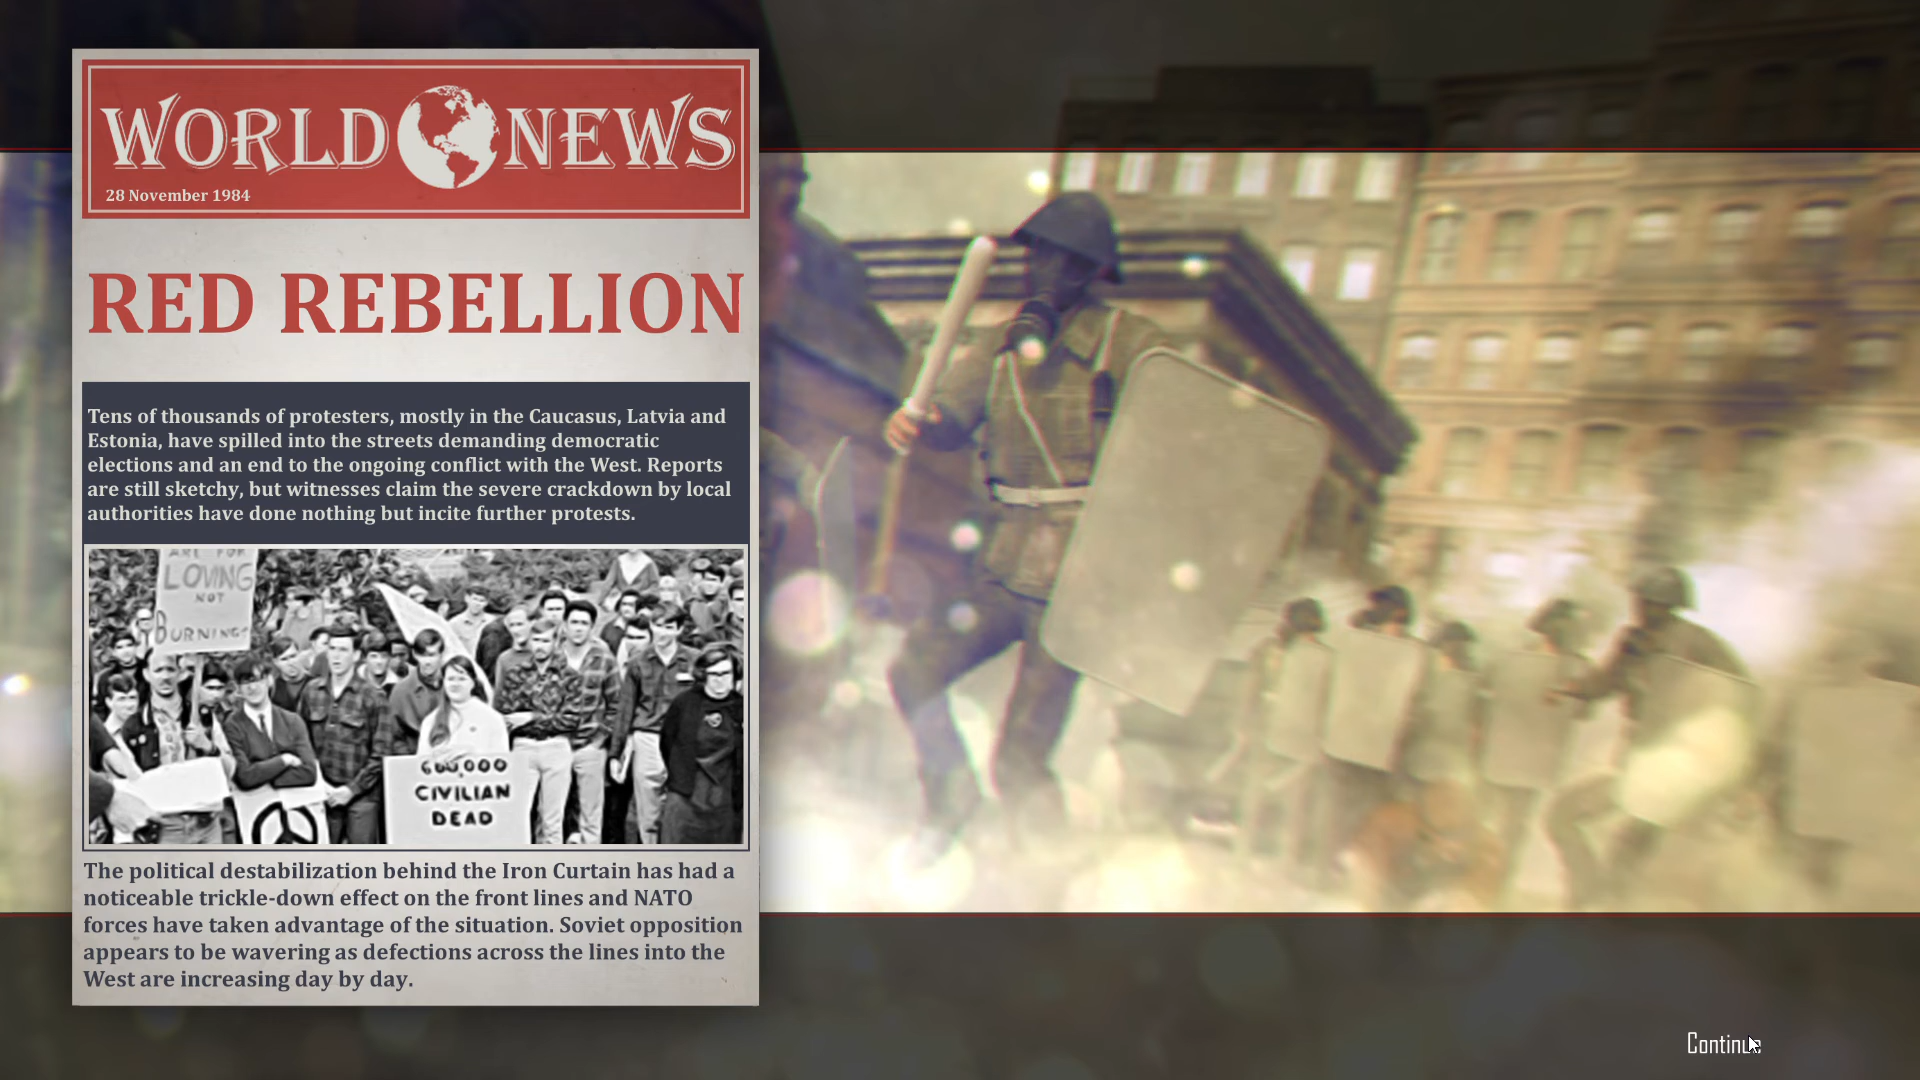 WORLD NEWS
28 November 1984
RED REBELLION
Tens of thousands of protesters, mostly in the Caucasus, Latvia and
Estonia, have spilled into the streets demanding democratic
elections and an end to the ongoing conflict with the West. Reports
are still sketchy, but witnesses claim the severe crackdown by local
authorities have done nothing but incite further protests.
ARE FOR
LOVING
NOT
BURNING
600,000
CIVILIAN
DEAD
The political destabilization behind the Iron Curtain has had a
noticeable trickle-down effect on the front lines and NATO
forces have taken advantage of the situation. Soviet opposition
appears to be wavering as defections across the lines into the
West are increasing day by day.
Continue